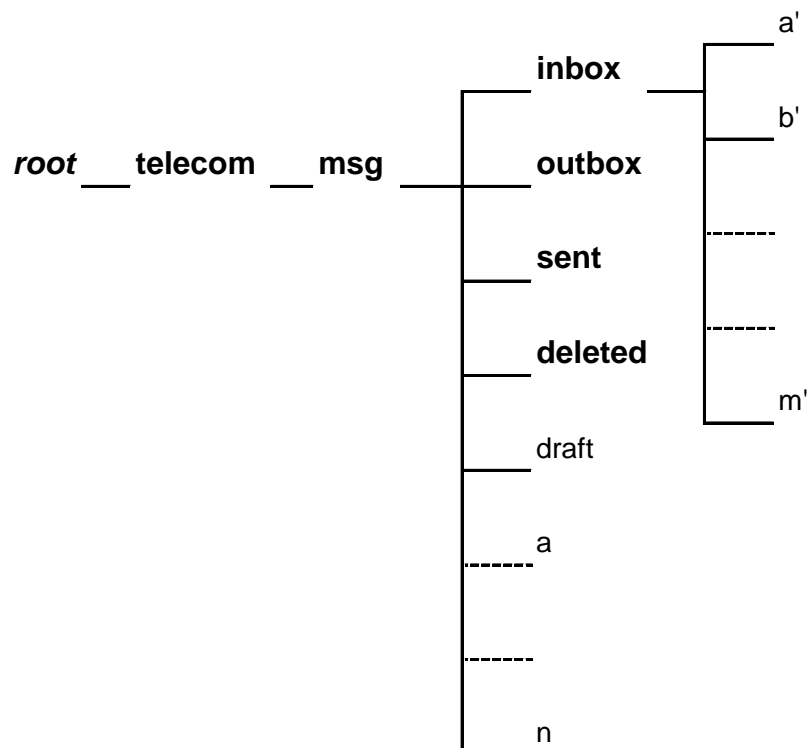 a'
inbox
b'
root telecom msg outbox
sent
deleted
m'
draft
a
n